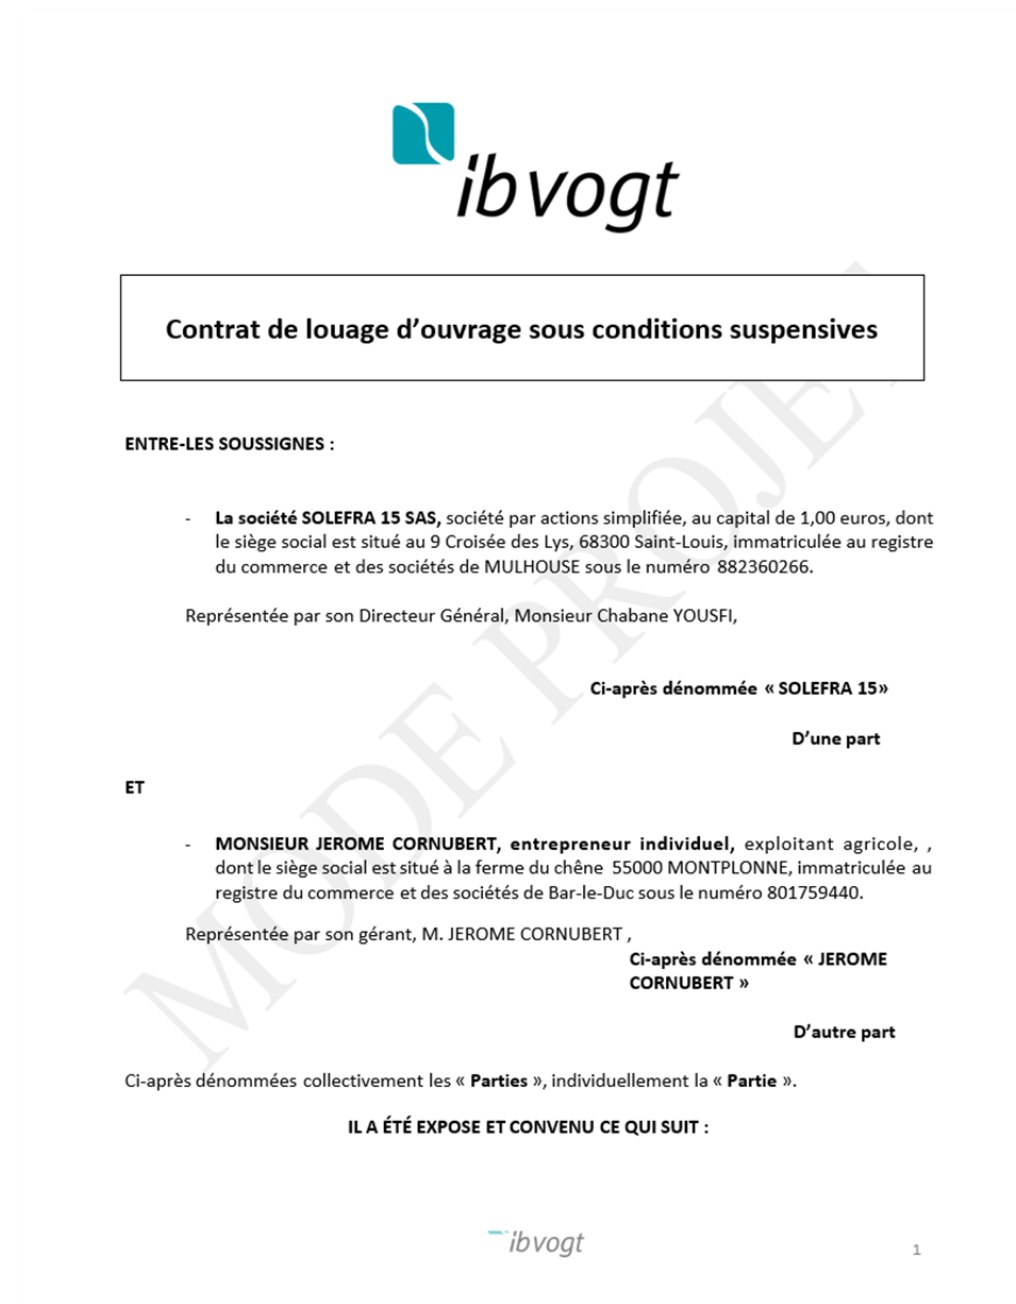 ib vogt
Contrat de louage d’ouvrage sous conditions suspensives
ENTRE-LES SOUSSIGNES :
- La société SOLEFRA 15 SAS, société par actions simplifiée, au capital de 1,00 euros, dont
le siège social est situé au 9 Croisée des Lys, 68300 Saint-Louis, immatriculée au registre
du commerce et des sociétés de MULHOUSE sous le numéro 882360266.
Représentée par son Directeur Général, Monsieur Chabane YOUSFI,
Ci-après dénommée « SOLEFRA 15»
D’une part
ET
- MONSIEUR JEROME CORNUBERT, entrepreneur individuel, exploitant agricole, ,
dont le siège social est situé à la ferme du chêne 55000 MONTPLONNE, immatriculée au
registre du commerce et des sociétés de Bar-le-Duc sous le numéro 801759440.
Représentée par son gérant, M. JEROME CORNUBERT ,
Ci-après dénommée « JEROME
CORNUBERT »
D’autre part
Ci-après dénommées collectivement les « Parties », individuellement la « Partie ».
IL A ÉTÉ EXPOSE ET CONVENU CE QUI SUIT :
MODE PROJET
ib vogt
1